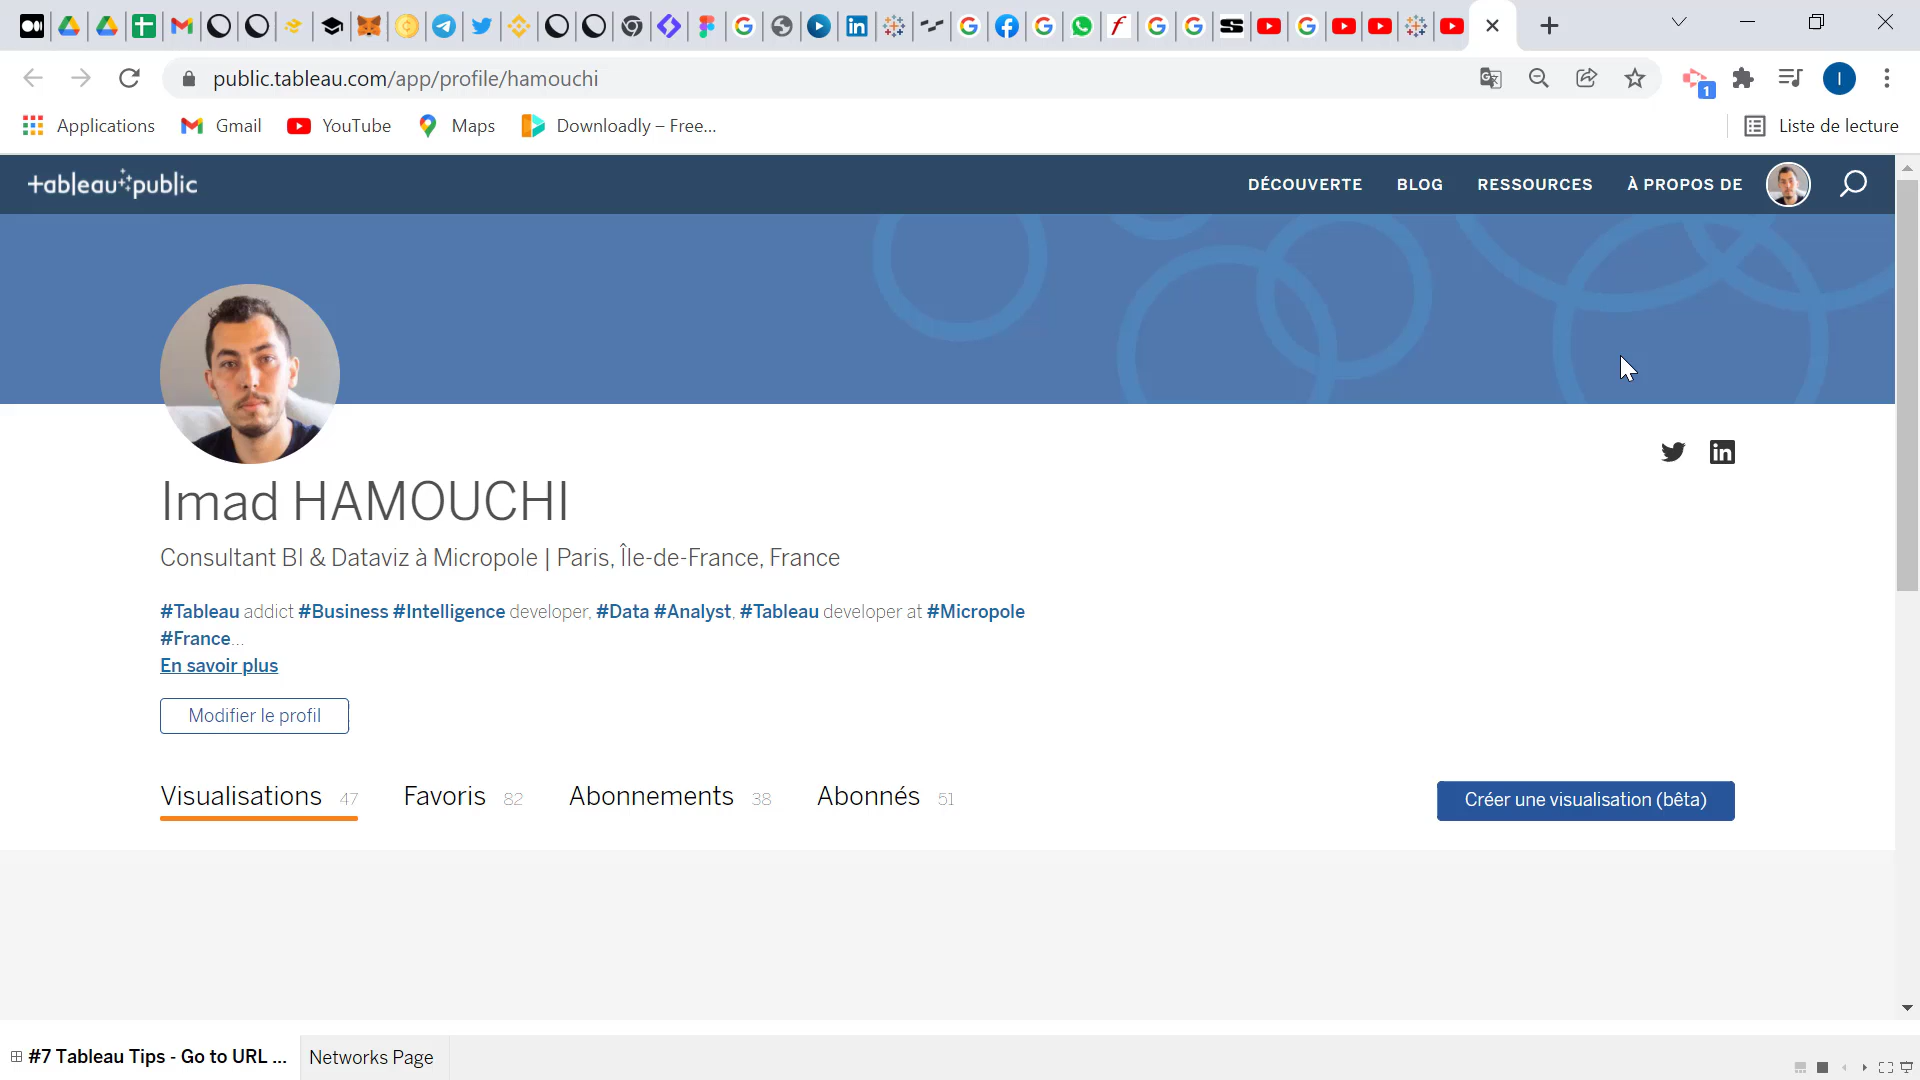 public.tableau.com/app/profile/hamouchi
1
I
Applications
Gmail
YouTube
Maps
Downloadly – Free...
Liste de lecture
+ableau public
DÉCOUVERTE
BLOG
RESSOURCES
À PROPOS DE
Imad HAMOUCHI
Consultant BI & Dataviz à Micropole | Paris, Île-de-France, France
#Tableau addict #Business #Intelligence developer, #Data #Analyst, #Tableau developer at #Micropole
#France...
En savoir plus
Modifier le profil
Visualisations 47
Favoris 82
Abonnements 38
Abonnés 51
Créer une visualisation (bêta)
#7 Tableau Tips - Go to URL ...
Networks Page